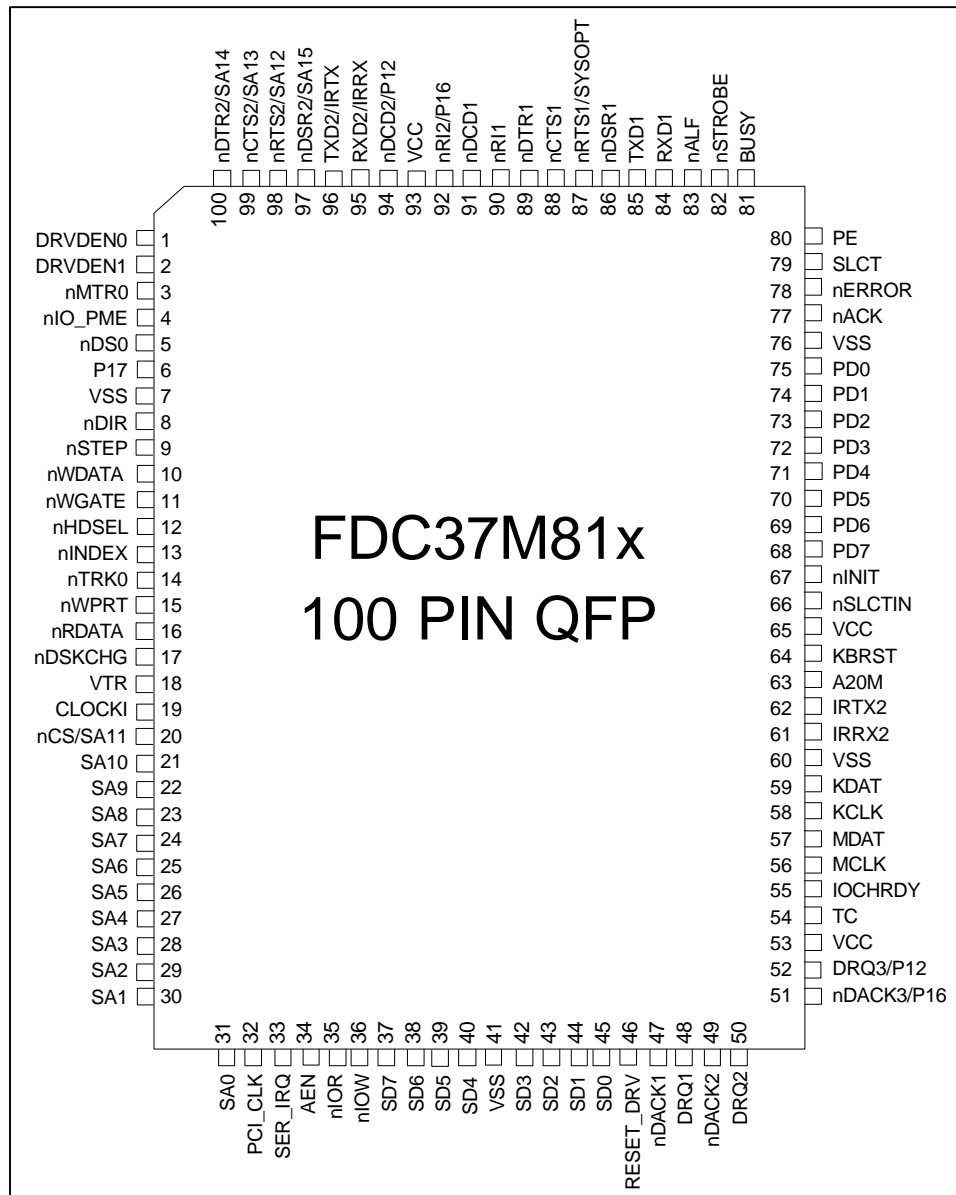 nDTR2/SA14
nCTS2/SA13
nRTS2/SA12
nDSR2/SA15
TXD2/IRTX
RXD2/IRRX
nDCD2/P12
VCC
nRI2/P16
nDCD1
nRI1
nDTR1
nCTS1
nRTS1/SYSOPT
nDSR1
TXD1
RXD1
nALF
nSTROBE
BUSY
100
99
98
97
96
95
94
93
92
91
90
89
88
87
86
85
84
83
82
81
DRVDEN0 1
DRVDEN1 2
nMTR0 3
nIO_PME 4
nDS0 5
P17 6
VSS 7
nDIR 8
nSTEP 9
nWDATA 10
nWGATE 11
nHDSEL 12
nINDEX 13
nTRK0 14
nWPRT 15
nRDATA 16
nDSKCHG 17
VTR 18
CLOCKI 19
nCS/SA11 20
SA10 21
SA9 22
SA8 23
SA7 24
SA6 25
SA5 26
SA4 27
SA3 28
SA2 29
SA1 30
FDC37M81x
100 PIN QFP
80 PE
79 SLCT
78 nERROR
77 nACK
76 VSS
75 PD0
74 PD1
73 PD2
72 PD3
71 PD4
70 PD5
69 PD6
68 PD7
67 nINIT
66 nSLCTIN
65 VCC
64 KBRST
63 A20M
62 IRTX2
61 IRRX2
60 VSS
59 KDAT
58 KCLK
57 MDAT
56 MCLK
55 IOCHRDY
54 TC
53 VCC
52 DRQ3/P12
51 nDACK3/P16
31
32
33
34
35
36
37
38
39
40
41
42
43
44
45
46
47
48
49
50
SA0
PCI_CLK
SER_IRQ
AEN
nIOR
nIOW
SD7
SD6
SD5
SD4
VSS
SD3
SD2
SD1
SD0
RESET_DRV
nDACK1
DRQ1
nDACK2
DRQ2